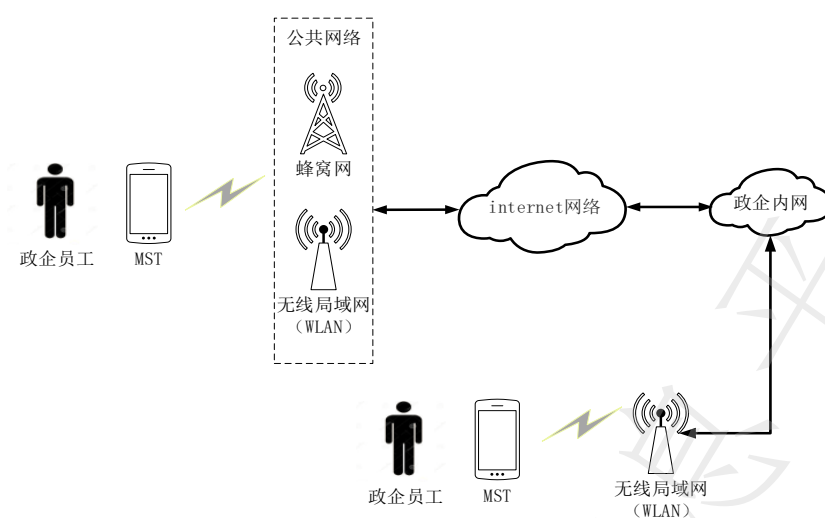 公共网络
蜂窝网
internet网络
政企内网
政企员工
MST
无线局域网
（WLAN）
政企员工
MST
无线局域网
（WLAN）